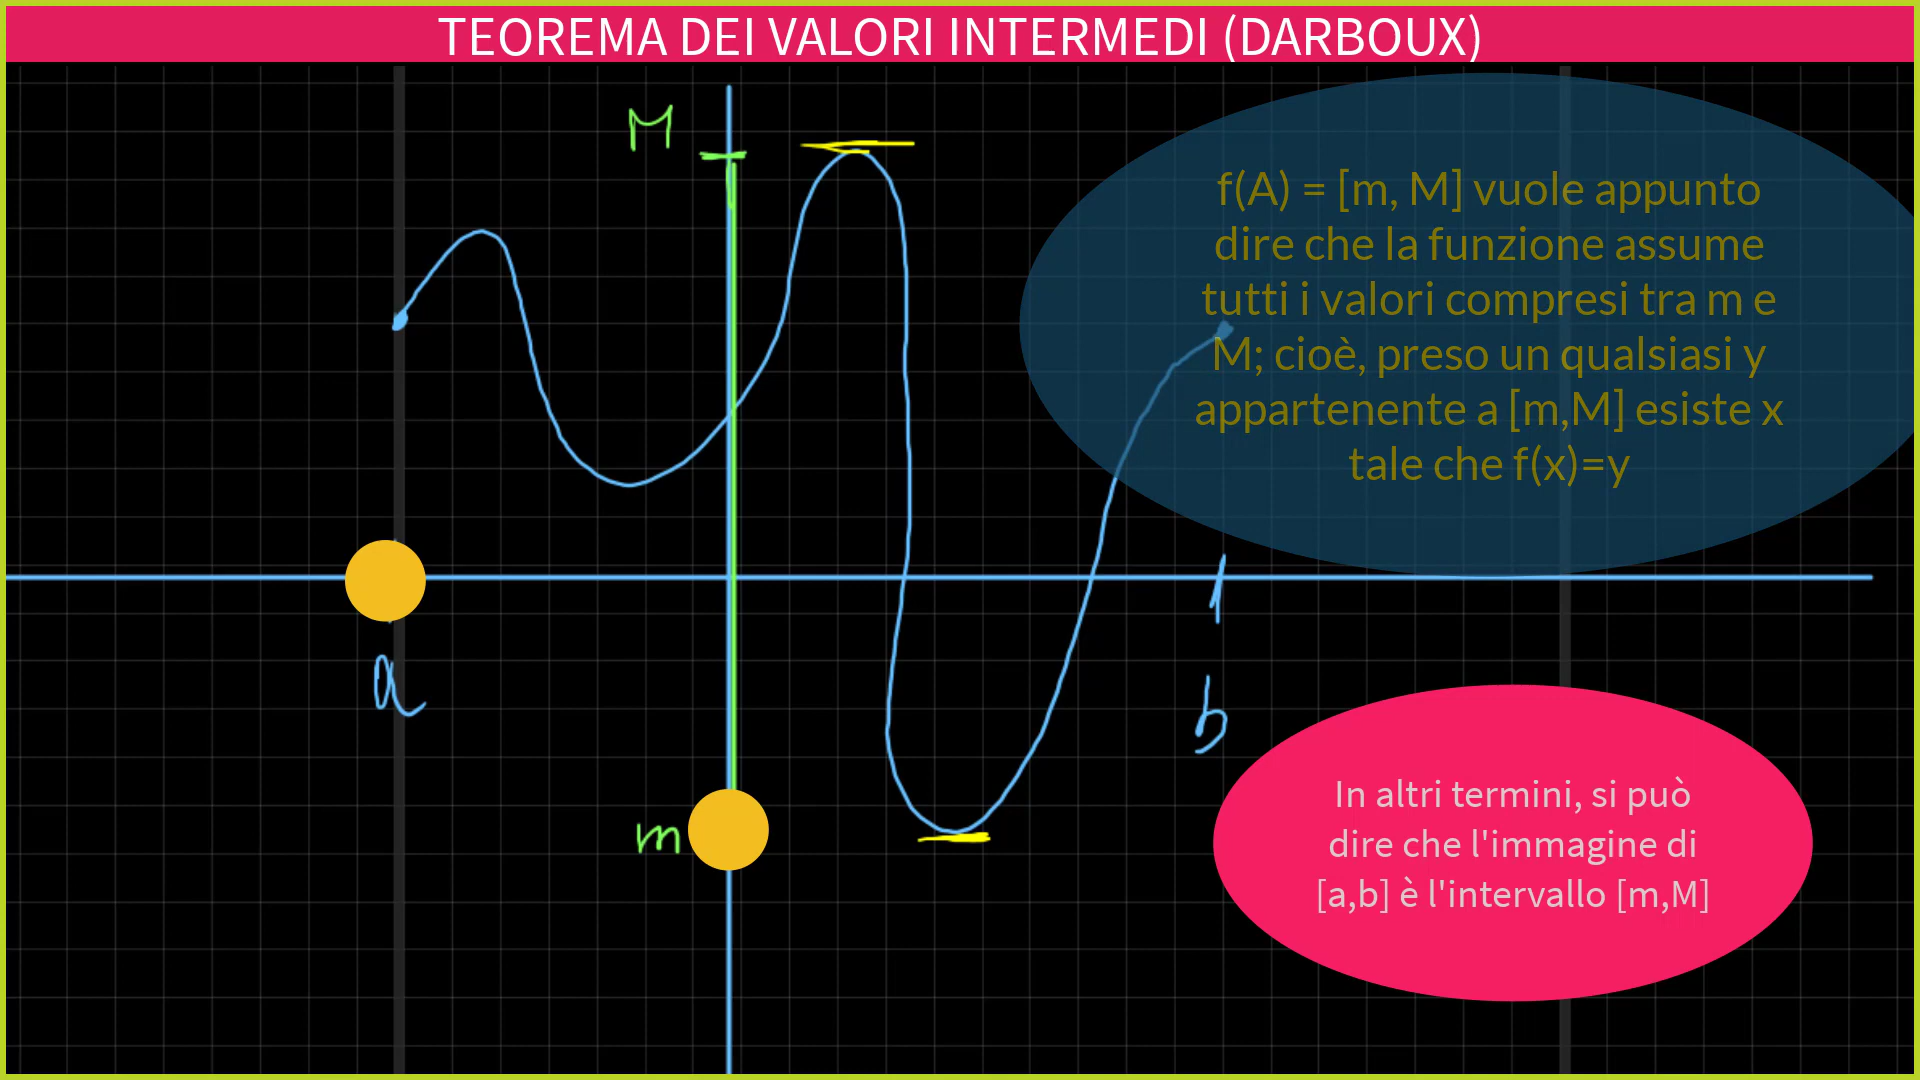 TEOREMA DEI VALORI INTERMEDI (DARBOUX)
M
f(A) = [m, M] vuole appunto
dire che la funzione assume
tutti i valori compresi tra m e
M; cioè, preso un qualsiasi y
appartenente a [m,M] esiste x
tale che f(x)=y
a
b
m
In altri termini, si può
dire che l'immagine di
[a,b] è l'intervallo [m,M]